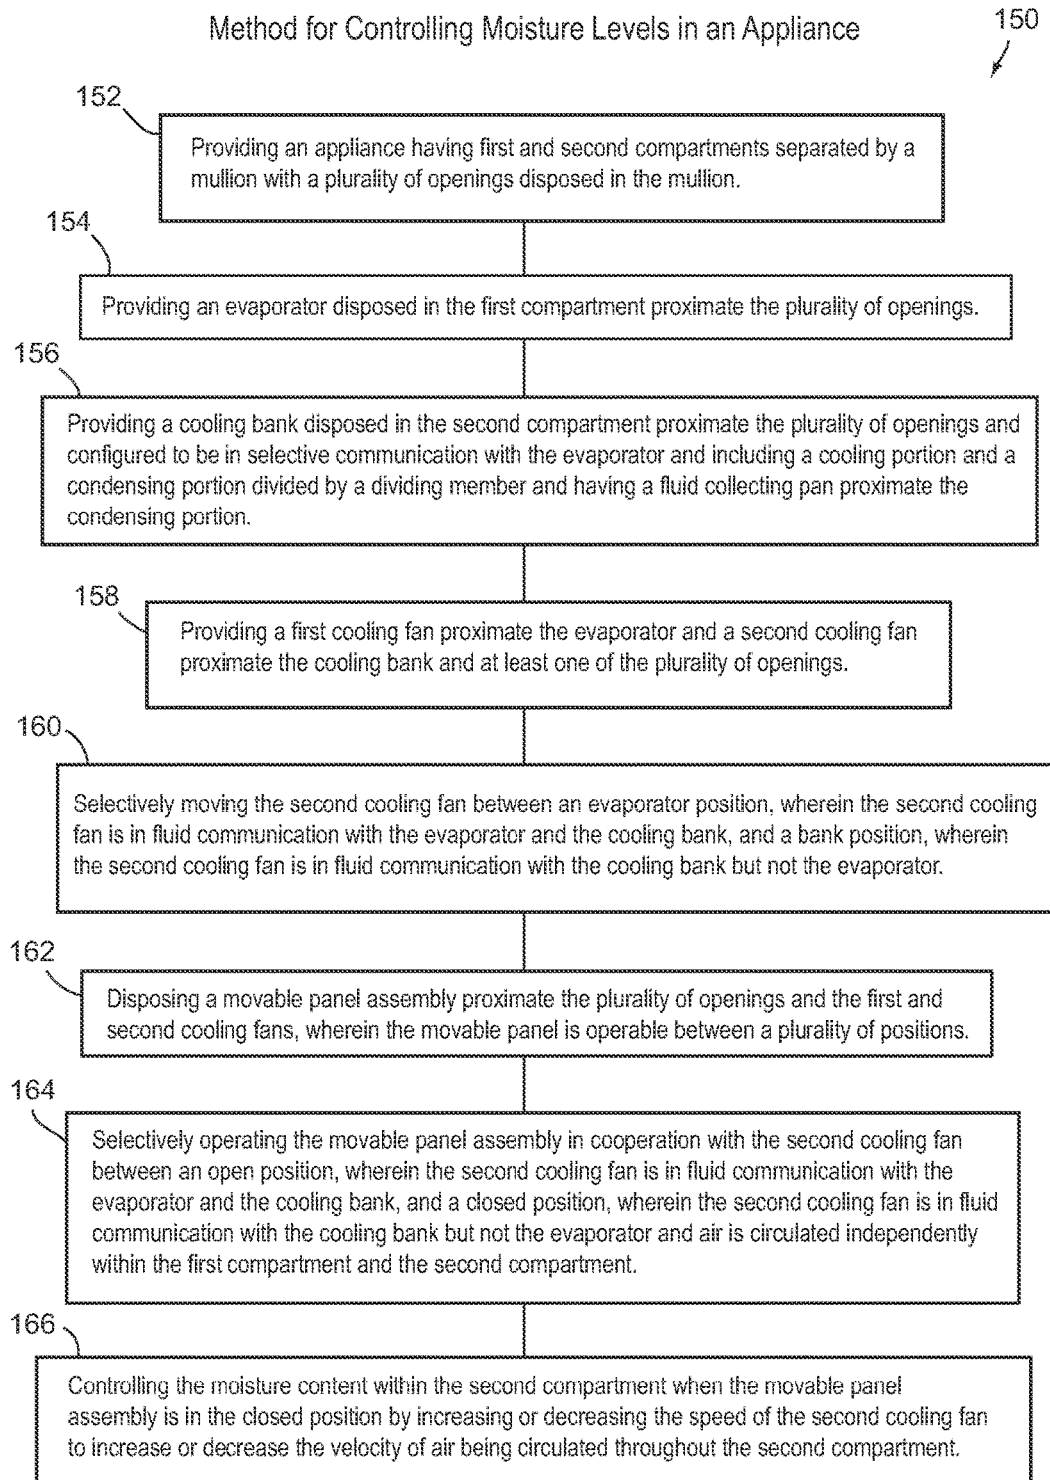 Method for Controlling Moisture Levels in an Appliance
150
152
Providing an appliance having first and second compartments separated by a
mullion with a plurality of openings disposed in the mullion.
154
Providing an evaporator disposed in the first compartment proximate the plurality of openings.
156
Providing a cooling bank disposed in the second compartment proximate the plurality of openings and
configured to be in selective communication with the evaporator and including a cooling portion and a
condensing portion divided by a dividing member and having a fluid collecting pan proximate the
condensing portion.
158
Providing a first cooling fan proximate the evaporator and a second cooling fan
proximate the cooling bank and at least one of the plurality of openings.
160
Selectively moving the second cooling fan between an evaporator position, wherein the second cooling
fan is in fluid communication with the evaporator and the cooling bank, and a bank position, wherein
the second cooling fan is in fluid communication with the cooling bank but not the evaporator.
162
Disposing a movable panel assembly proximate the plurality of openings and the first and
second cooling fans, wherein the movable panel is operable between a plurality of positions.
164
Selectively operating the movable panel assembly in cooperation with the second cooling fan
between an open position, wherein the second cooling fan is in fluid communication with the
evaporator and the cooling bank, and a closed position, wherein the second cooling fan is in fluid
communication with the cooling bank but not the evaporator and air is circulated independently
within the first compartment and the second compartment.
166
Controlling the moisture content within the second compartment when the movable panel
assembly is in the closed position by increasing or decreasing the speed of the second cooling fan
to increase or decrease the velocity of air being circulated throughout the second compartment.